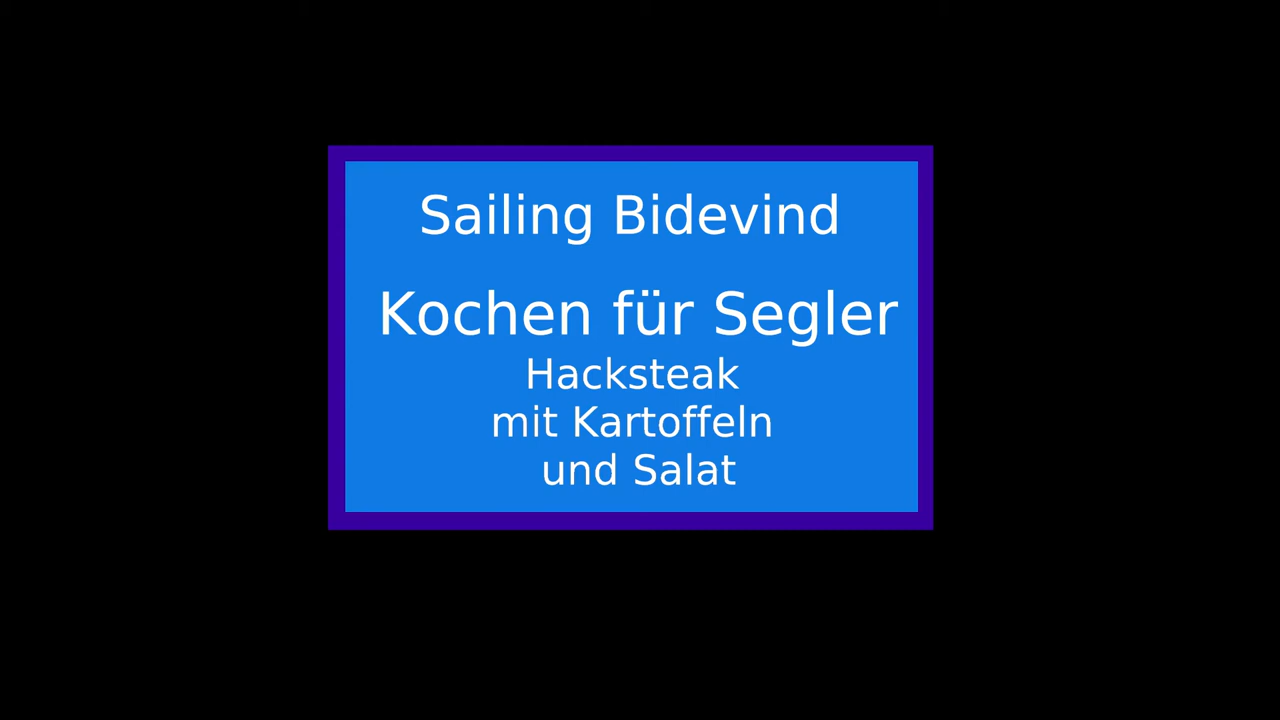 Sailing Bidevind
Kochen für Segler
Hacksteak
mit Kartoffeln
und Salat